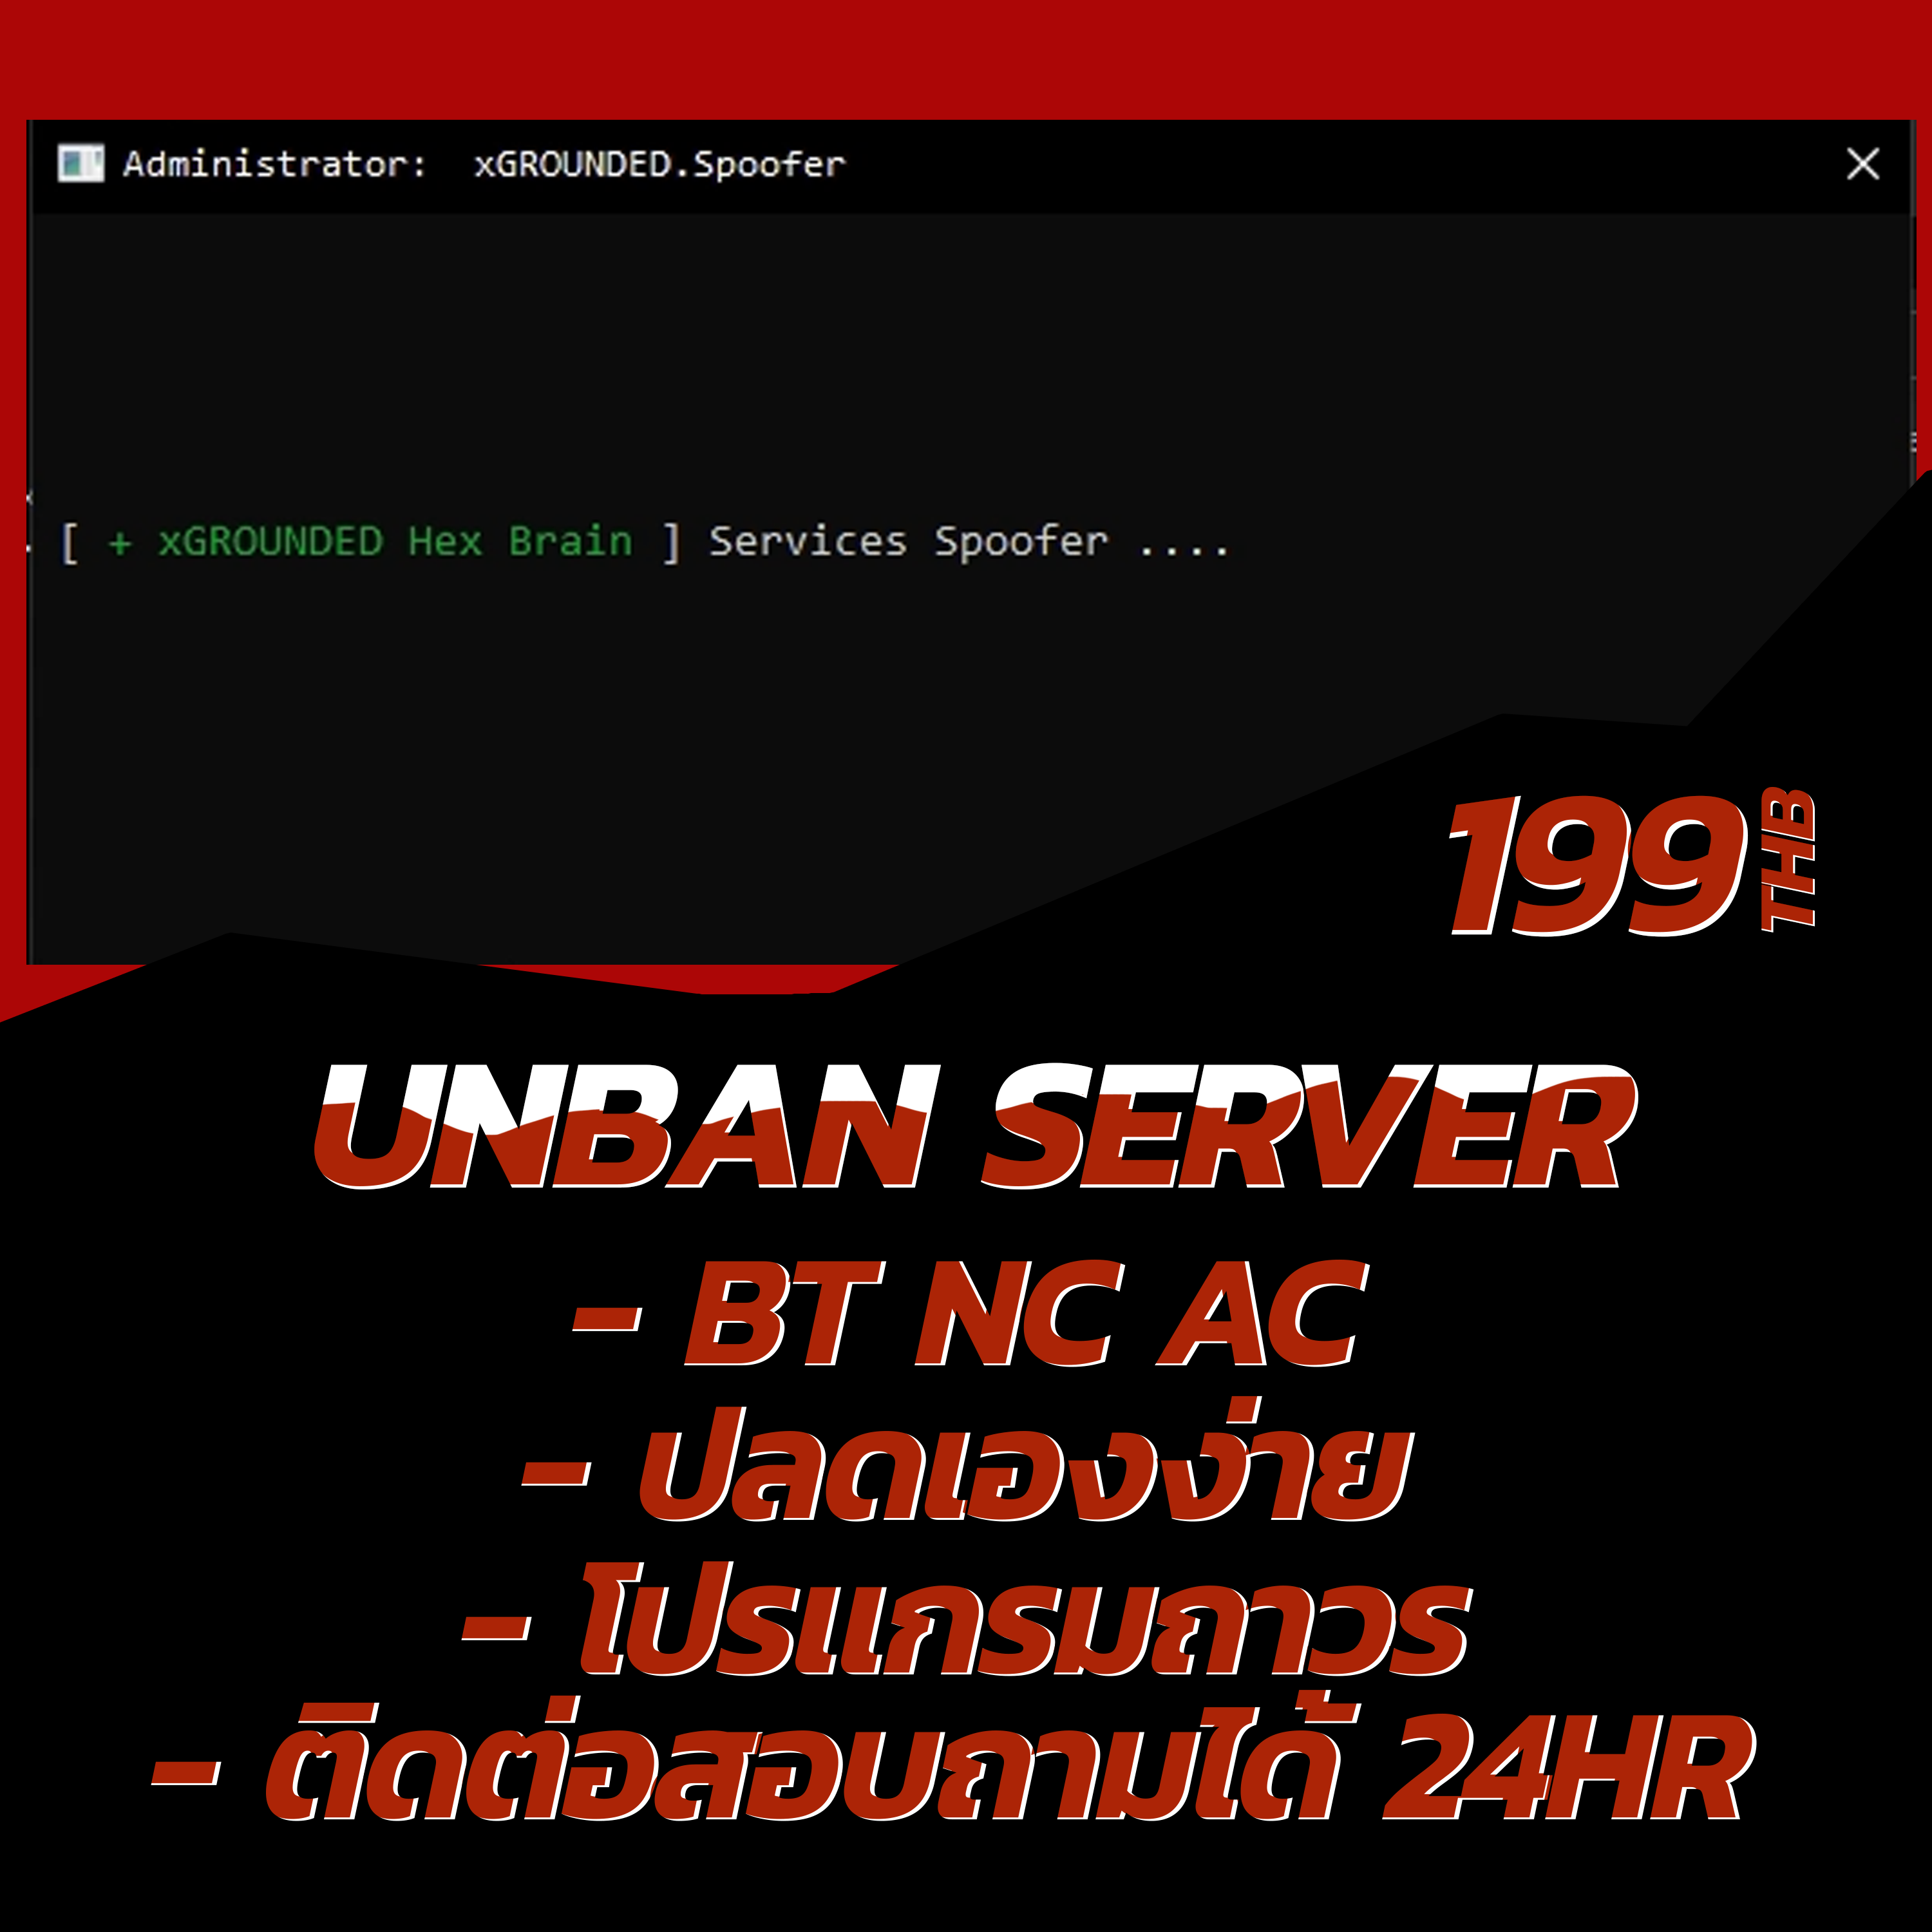 Administrator: xGROUNDED.Spoofer
[ + xGROUNDED Hex Brain ] Services Spoofer ....
199 THB
UNBAN SERVER
- BT NC AC
- ปลดเองง่าย
- โปรแกรมถาวร
- ติดต่อสอบถามได้ 24HR